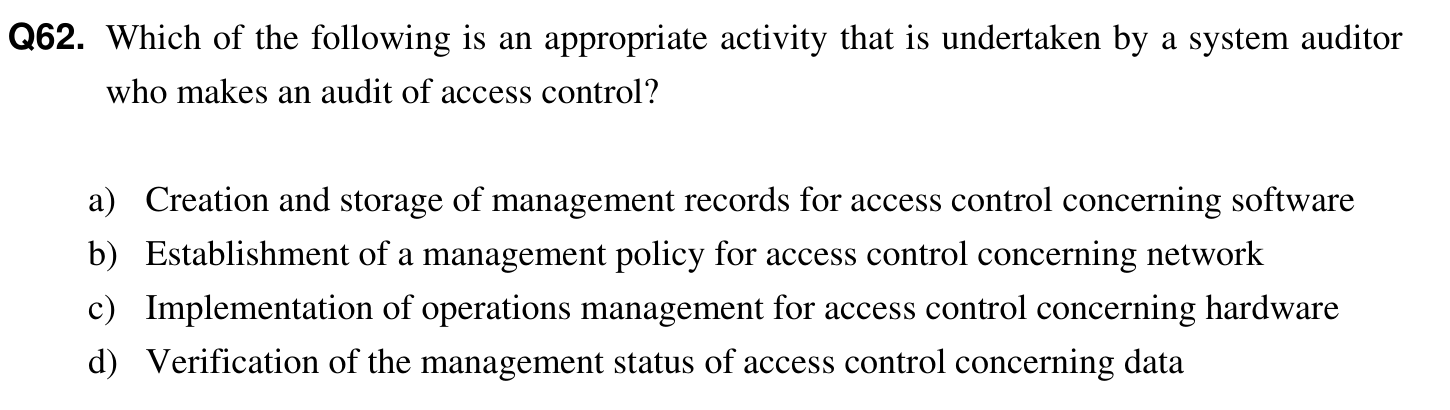 Q62. Which of the following is an appropriate activity that is undertaken by a system auditor
who makes an audit of access control?
a) Creation and storage of management records for access control concerning software
b) Establishment of a management policy for access control concerning network
c) Implementation of operations management for access control concerning hardware
d) Verification of the management status of access control concerning data